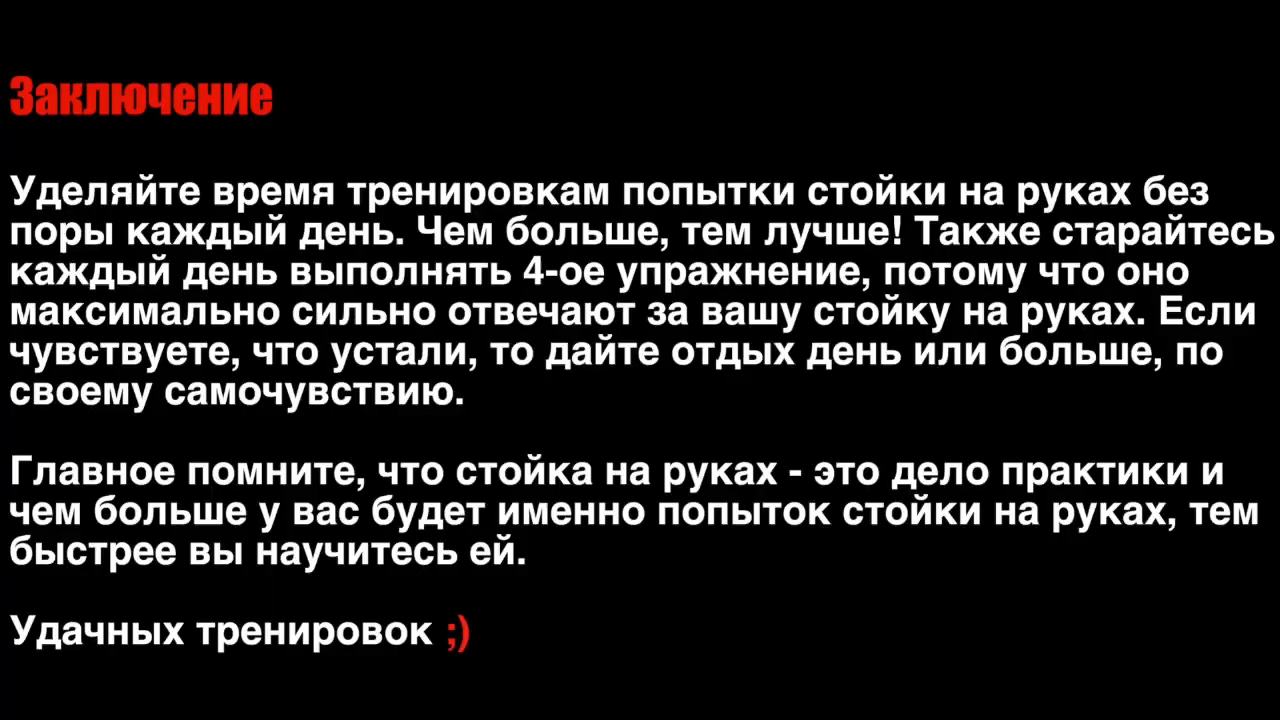 Заключение
Уделяйте время тренировкам попытки стойки на руках без
поры каждый день. Чем больше, тем лучше! Также старайтесь
каждый день выполнять 4-ое упражнение, потому что оно
максимально сильно отвечают за вашу стойку на руках. Если
чувствуете, что устали, то дайте отдых день или больше, по
своему самочувствию.
Главное помните, что стойка на руках - это дело практики и
чем больше у вас будет именно попыток стойки на руках, тем
быстрее вы научитесь ей.
Удачных тренировок ;)